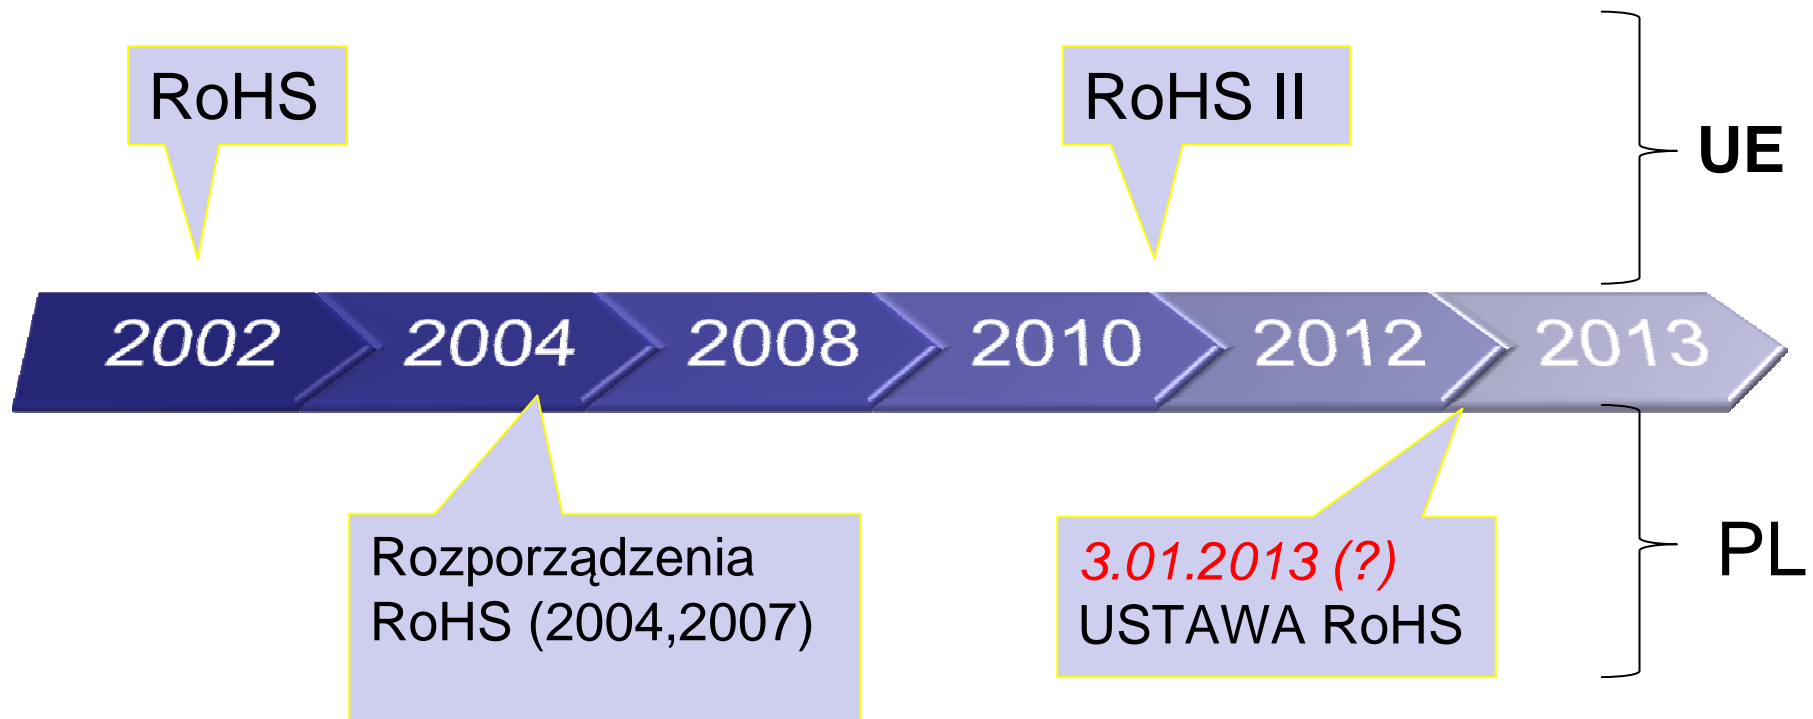 RoHS
RoHS II
UE
2002
2004
2008
2010
2012
2013
Rozporządzenia
RoHS (2004,2007)
3.01.2013 (?)
USTAWA RoHS
PL